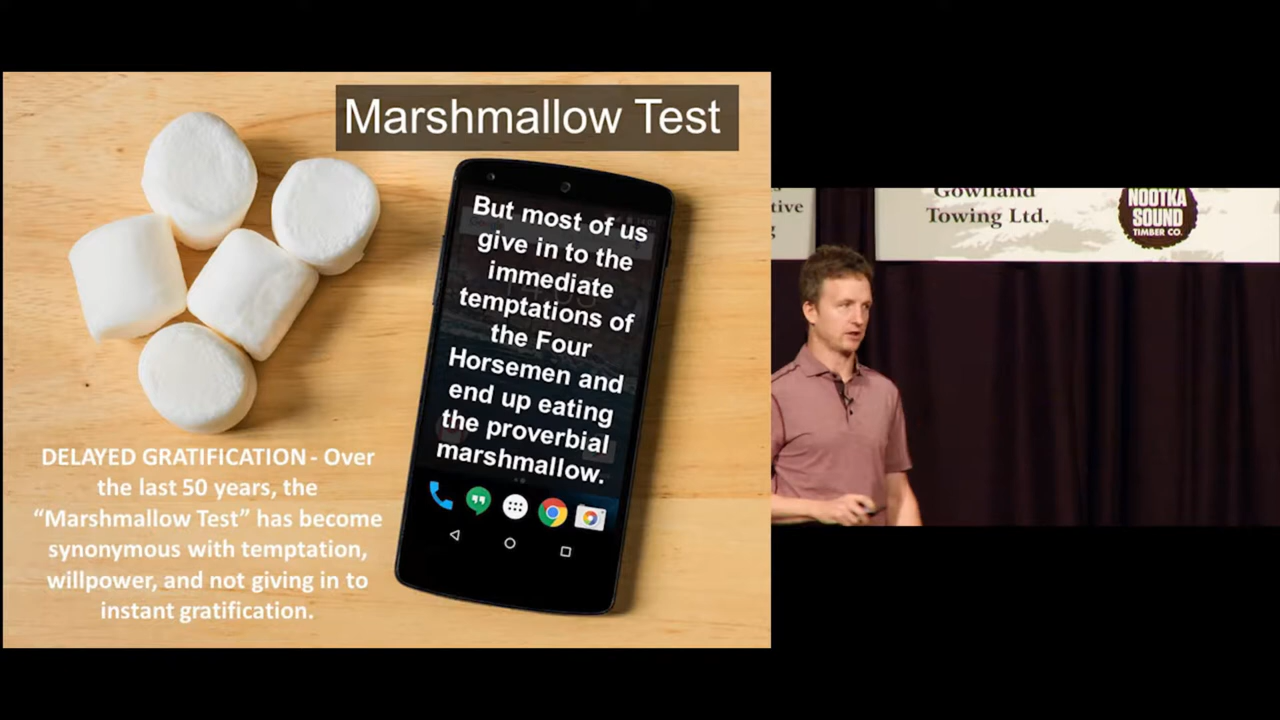 Marshmallow Test
But most of us
give in to the
immediate
temptations of
the Four
Horsemen and
end up eating
the proverbial
marshmallow.
DELAYED GRATIFICATION - Over
the last 50 years, the
“Marshmallow Test” has become
synonymous with temptation,
willpower, and not giving in to
instant gratification.
Gowlland
Towing Ltd.
NOOTKA
SOUND
TIMBER CO.